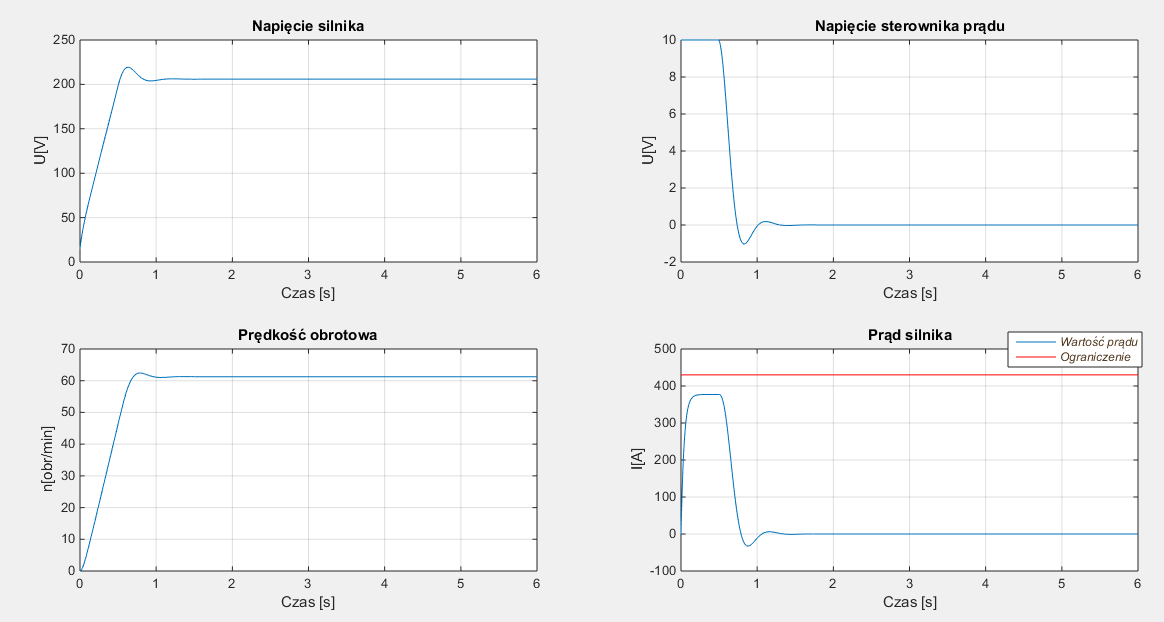 Napięcie silnika
250
200
150
100
50
0
U[V]
0 1 2 3 4 5 6
Czas [s]
Napięcie sterownika prądu
10
8
6
4
2
0
-2
U[V]
0 1 2 3 4 5 6
Czas [s]
Prędkość obrotowa
70
60
50
40
30
20
10
0
n[obr/min]
0 1 2 3 4 5 6
Czas [s]
Prąd silnika
Wartość prądu
Ograniczenie
500
400
300
200
100
0
-100
I[A]
0 1 2 3 4 5 6
Czas [s]